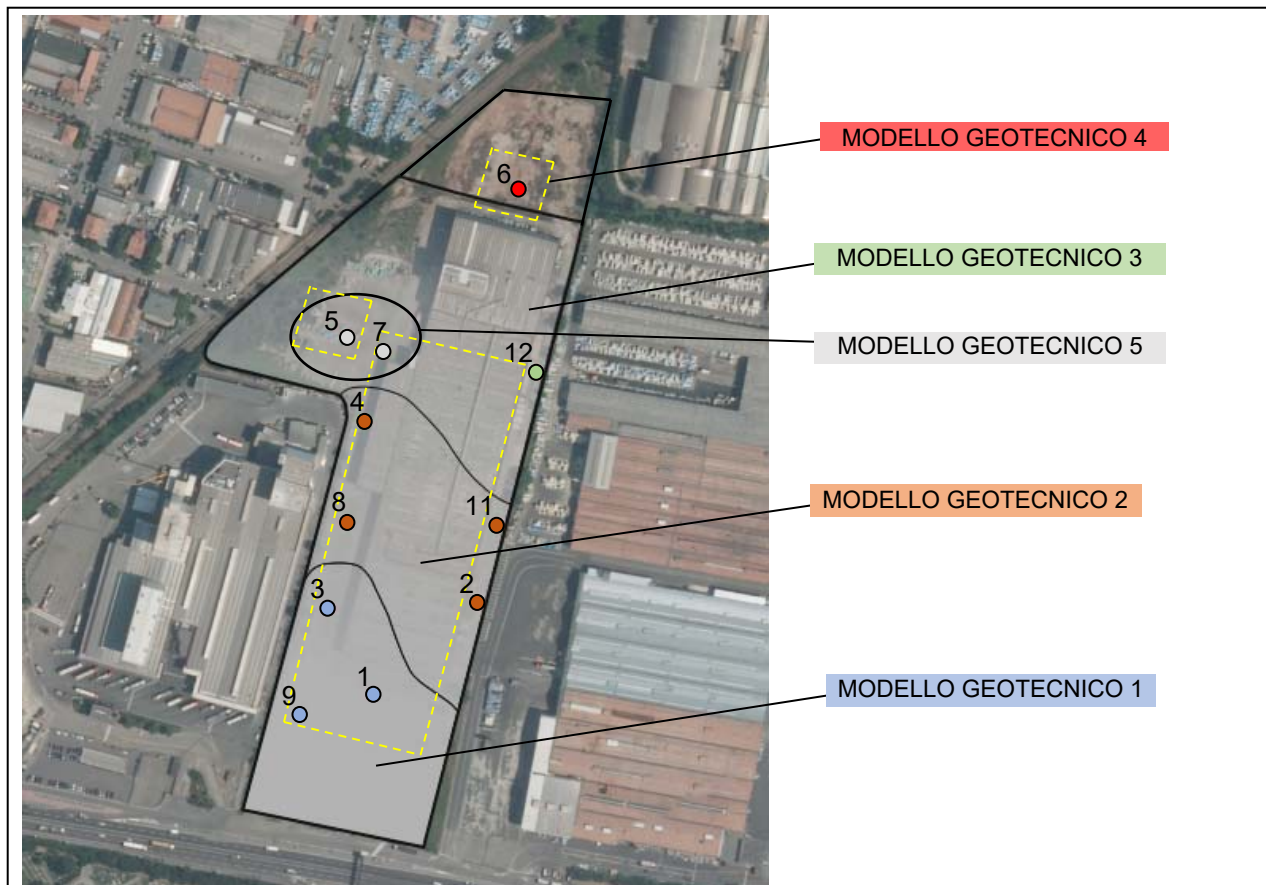 MODELLO GEOTECNICO 4
6
MODELLO GEOTECNICO 3
5
7
MODELLO GEOTECNICO 5
12
4
8
11
MODELLO GEOTECNICO 2
3
2
1
MODELLO GEOTECNICO 1
9